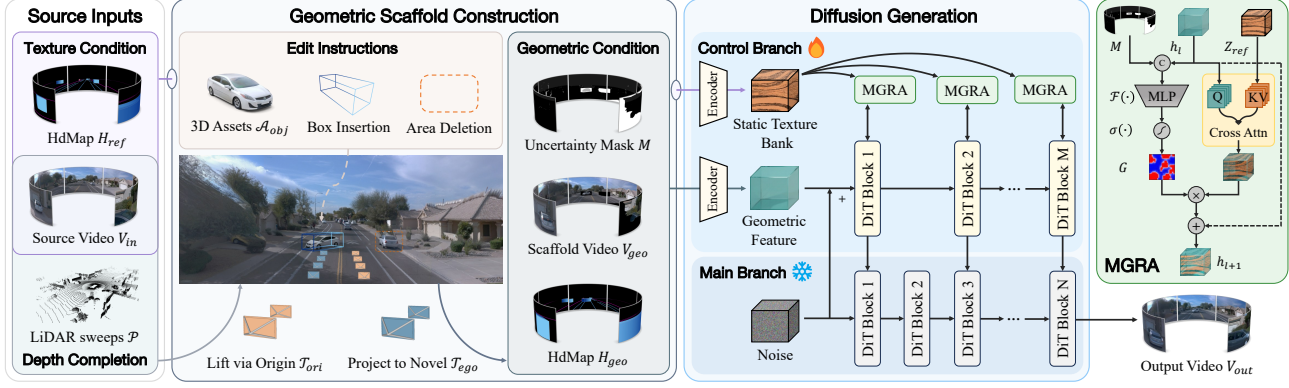 Source Inputs
Texture Condition
HdMap H_ref
Source Video V_in
LiDAR sweeps 𝒫
Depth Completion
Geometric Scaffold Construction
Edit Instructions
3D Assets 𝒜_obj
Box Insertion
Area Deletion
Lift via Origin 𝒯_ori
Project to Novel 𝒯_ego
Geometric Condition
Uncertainty Mask M
Scaffold Video V_geo
HdMap H_geo
Diffusion Generation
Control Branch
Encoder
Static Texture
Bank
MGRA
MGRA
MGRA
Encoder
Geometric
Feature
+
DiT Block 1
DiT Block 2
...
DiT Block M
Main Branch
Noise
DiT Block 1
DiT Block 2
DiT Block 3
...
DiT Block N
M
h_l
Z_ref
C
ℱ(·)
MLP
Q
KV
Cross Attn
σ(·)
G
×
+
h_{l+1}
MGRA
Output Video V_out